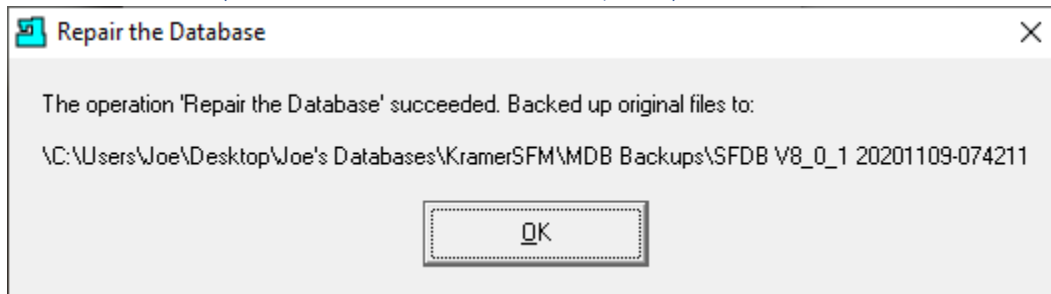 Repair the Database
The operation 'Repair the Database' succeeded. Backed up original files to:
\C:\Users\Joe\Desktop\Joe's Databases\KramerSFM\MDB Backups\SFDB V8_0_1 20201109-074211
OK